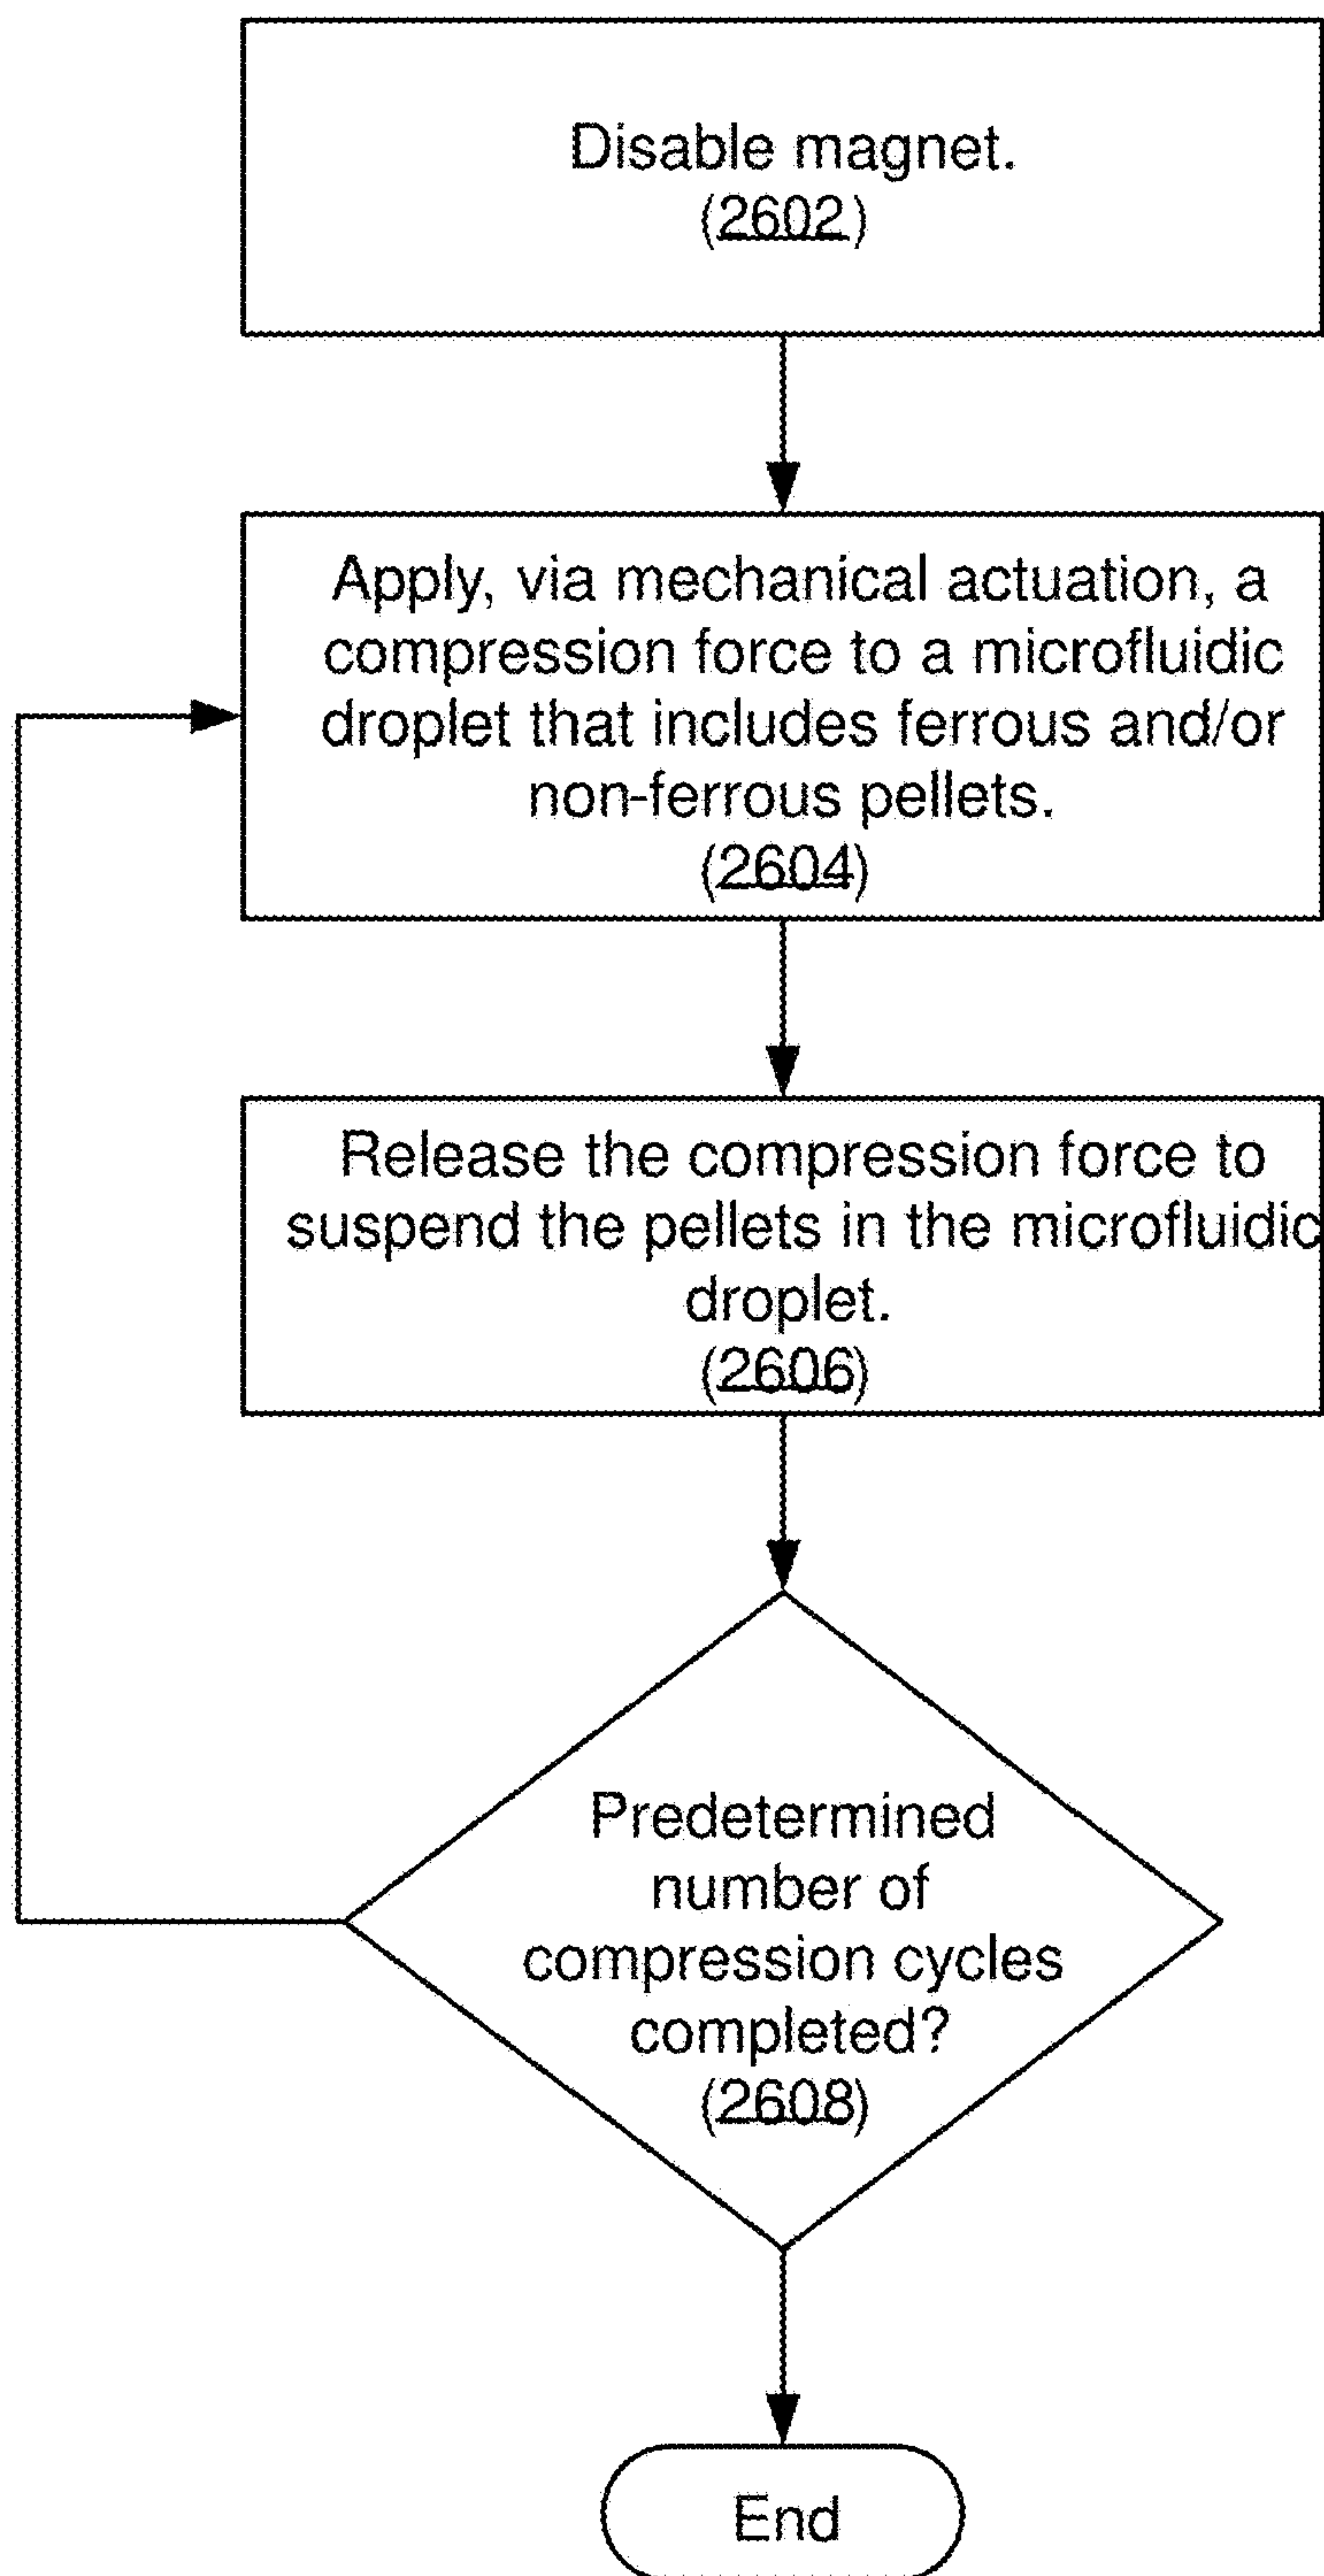 Disable magnet.
(2602)
Apply, via mechanical actuation, a
compression force to a microfluidic
droplet that includes ferrous and/or
non-ferrous pellets.
(2604)
Release the compression force to
suspend the pellets in the microfluidic
droplet.
(2606)
Predetermined
number of
compression cycles
completed?
(2608)
End